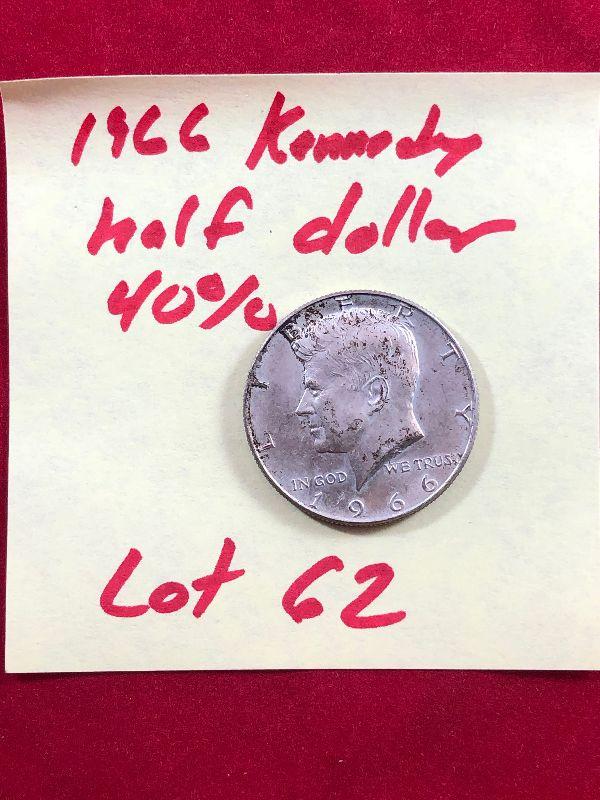 1966 Kennedy
half dollar
40%
LIBERTY
IN GOD WE TRUST
1966
Lot 62